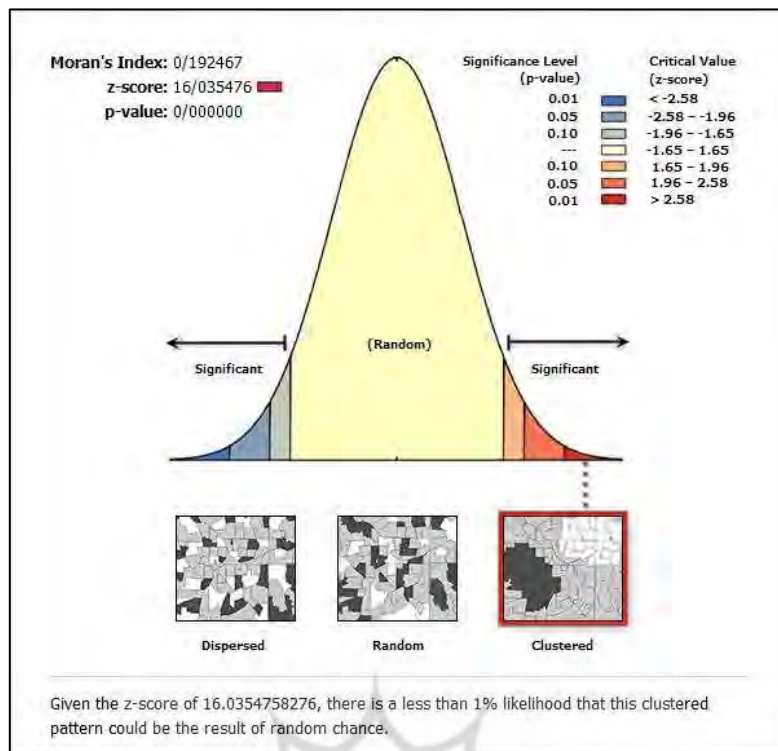 Moran's Index: 0/192467
z-score: 16/035476
p-value: 0/000000
Significance Level
(p-value)
Critical Value
(z-score)
0.01 < -2.58
0.05 -2.58 – -1.96
0.10 -1.96 – -1.65
--- -1.65 – 1.65
0.10 1.65 – 1.96
0.05 1.96 – 2.58
0.01 > 2.58
(Random)
Significant
Significant
Dispersed
Random
Clustered
Given the z-score of 16.0354758276, there is a less than 1% likelihood that this clustered
pattern could be the result of random chance.